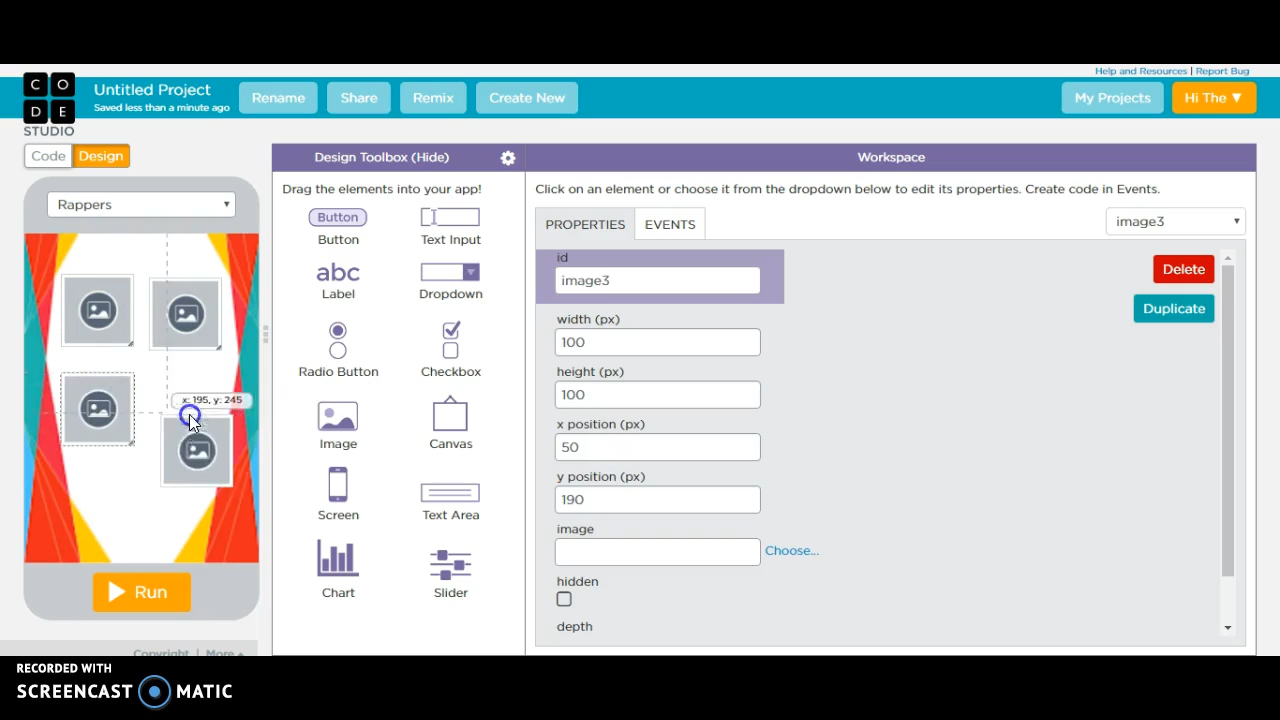 Help and Resources | Report Bug
C O
D E
STUDIO
Untitled Project
Saved less than a minute ago
Rename
Share
Remix
Create New
My Projects
Hi The ▼
Code
Design
Design Toolbox (Hide)
Workspace
Rappers
Drag the elements into your app!
Button
Button
Text Input
abc
Label
Dropdown
Radio Button
Checkbox
Image
Canvas
Screen
Text Area
Chart
Slider
x: 195, y: 245
Run
Copyright | More
Click on an element or choose it from the dropdown below to edit its properties. Create code in Events.
PROPERTIES
EVENTS
image3
id
image3
Delete
Duplicate
width (px)
100
height (px)
100
x position (px)
50
y position (px)
190
image
Choose...
hidden
depth
RECORDED WITH
SCREENCAST MATIC